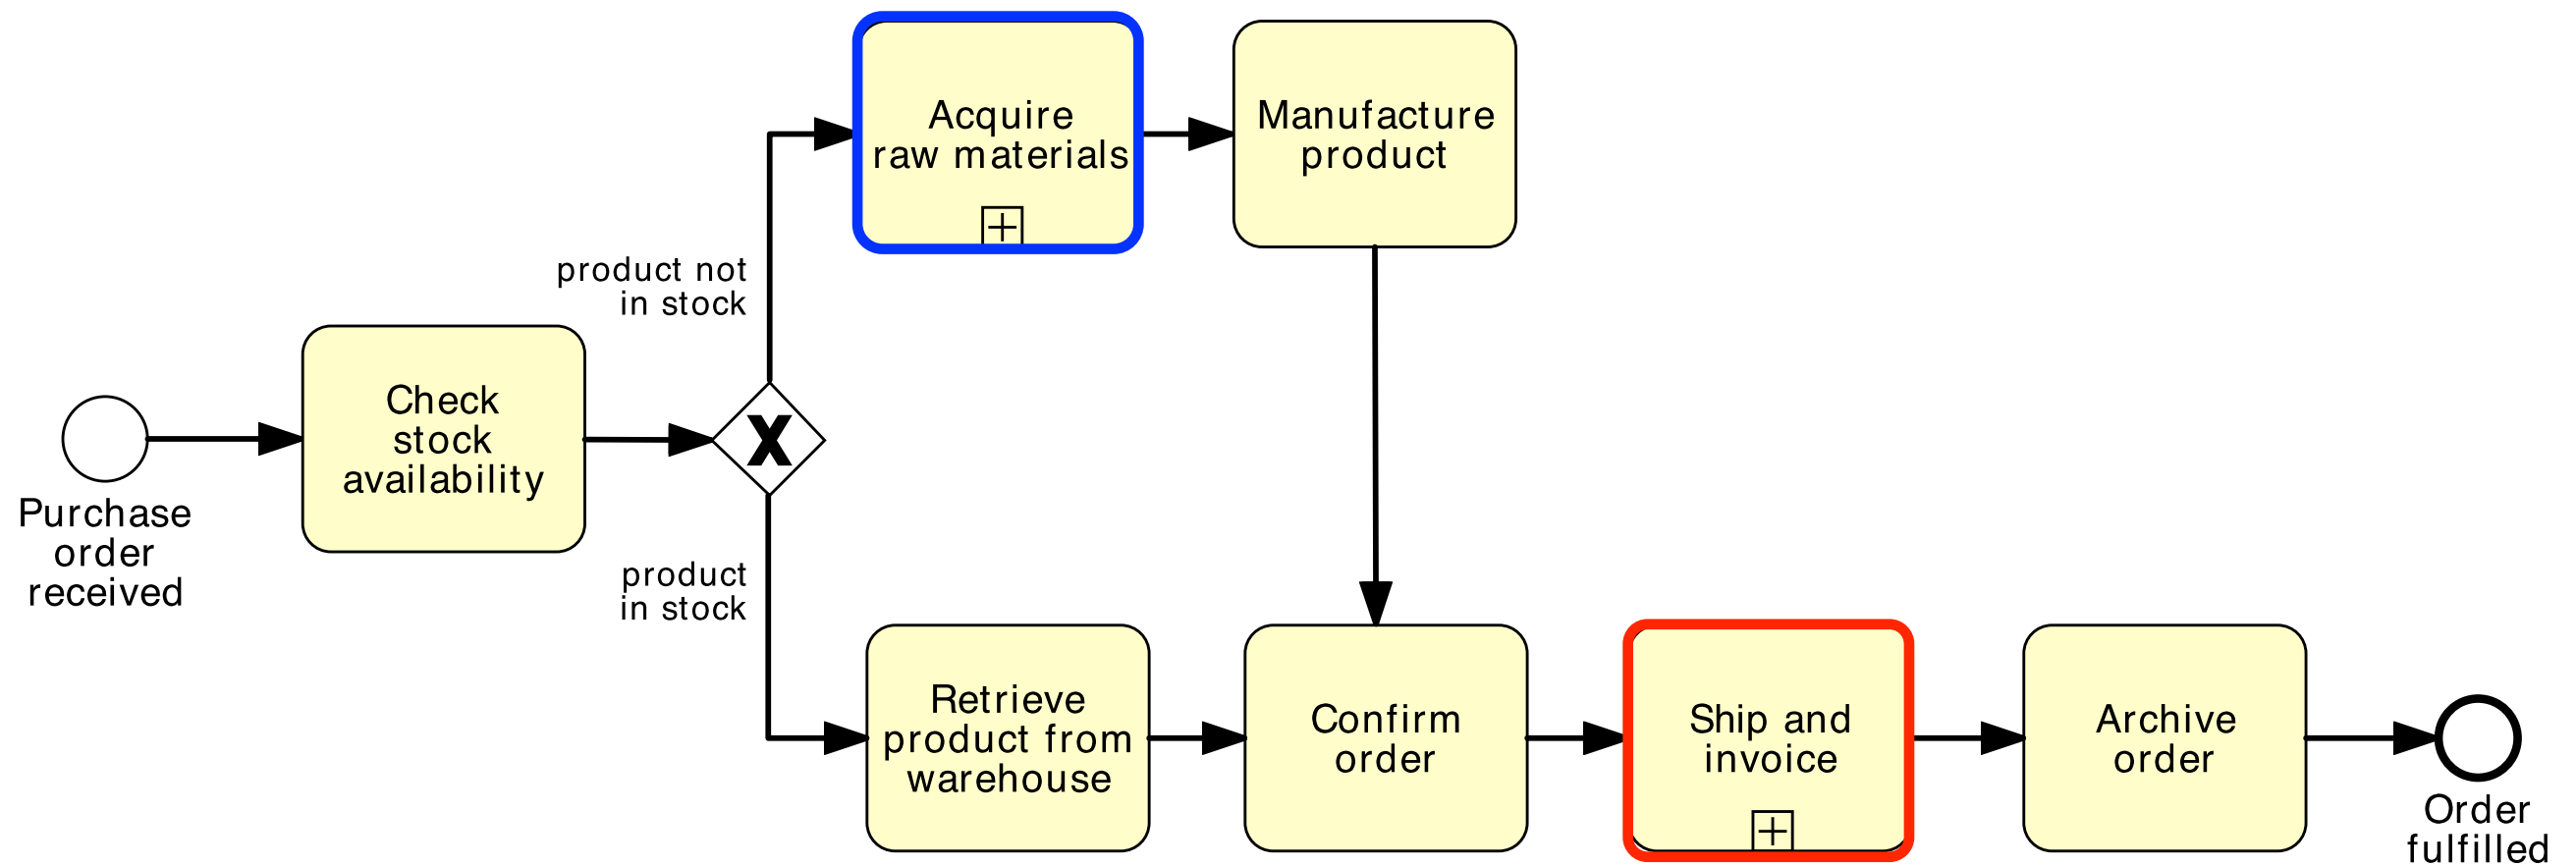 Purchase
order
received
Check
stock
availability
X
product not
in stock
product
in stock
Acquire
raw materials
Manufacture
product
Retrieve
product from
warehouse
Confirm
order
Ship and
invoice
Archive
order
Order
fulfilled